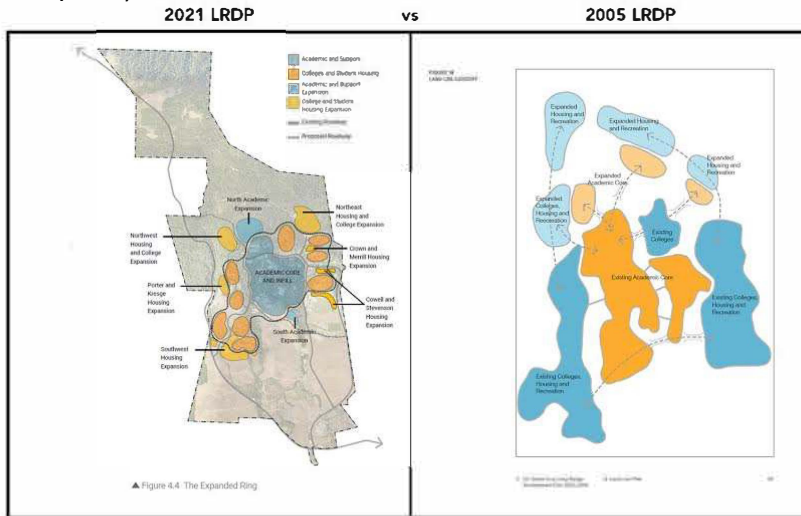 2021 LRDP
vs
2005 LRDP
Academic and Support
Colleges and Student Housing
Academic and Support
Expansion
College and Student
Housing Expansion
Existing Roadway
Proposed Roadway
North Academic
Expansion
Northeast
Housing and
College Expansion
Northwest
Housing
and College
Expansion
Crown and
Merrill Housing
Expansion
ACADEMIC CORE
AND INFILL
Porter and
Kresge
Housing
Expansion
Cowell and
Stevenson
Housing
Expansion
South Academic
Expansion
Southwest
Housing
Expansion
▲ Figure 4.4 The Expanded Ring
Expanded
Housing and
Recreation
Expanded Housing
and Recreation
Expanded
Housing and
Recreation
Expanded
Academic Core
Expanded
Colleges,
Housing and
Recreation
Existing
Colleges
Existing Academic Core
Existing Colleges,
Housing and
Recreation
Existing Colleges,
Housing and
Recreation